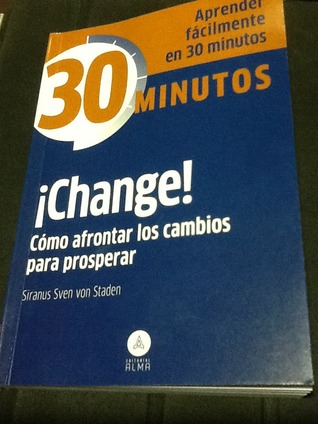 Aprender
fácilmente
en 30 minutos
30 MINUTOS
¡Change!
Cómo afrontar los cambios
para prosperar
Siranus Sven von Staden
EDITORIAL
ALMA